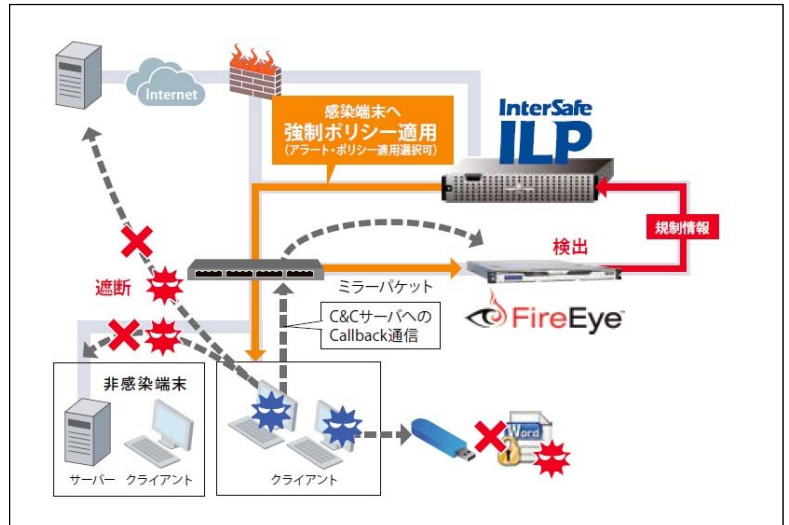 Internet
感染端末へ
強制ポリシー適用
(アラート・ポリシー適用選択可)
InterSafe
ILP
規制情報
検出
遮断
ミラーパケット
C&Cサーバへの
Callback通信
FireEye™
非感染端末
サーバー クライアント
クライアント
Word